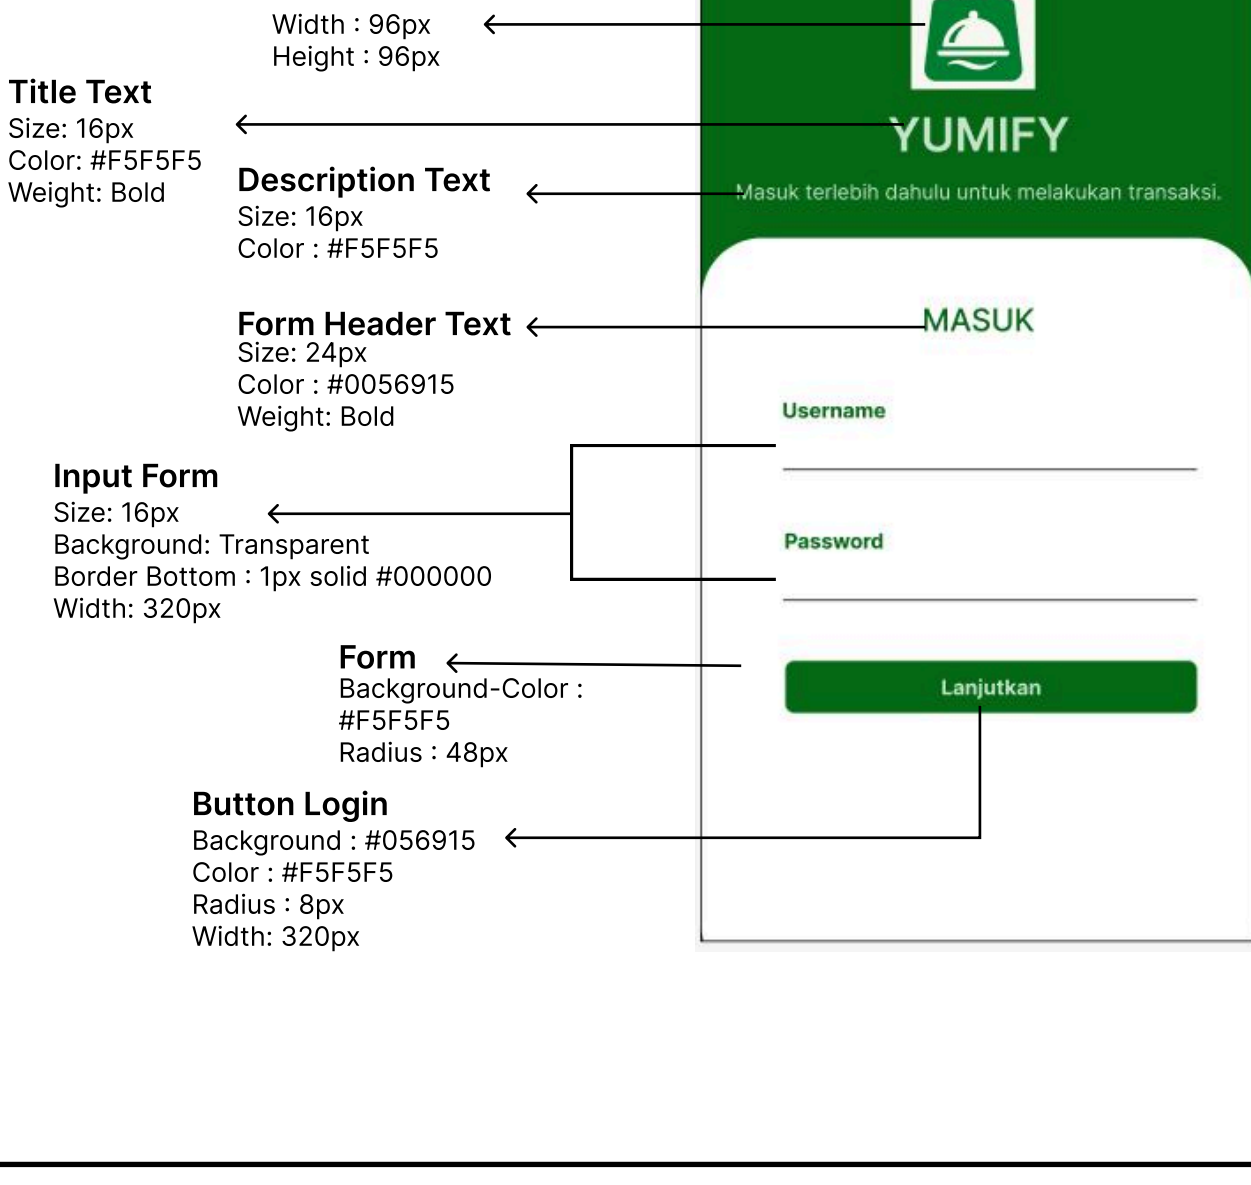 Width : 96px
Height : 96px
Title Text
Size: 16px
Color: #F5F5F5
Weight: Bold
Description Text
Size: 16px
Color : #F5F5F5
Form Header Text
Size: 24px
Color : #0056915
Weight: Bold
Input Form
Size: 16px
Background: Transparent
Border Bottom : 1px solid #000000
Width: 320px
Form
Background-Color :
#F5F5F5
Radius : 48px
Button Login
Background : #056915
Color : #F5F5F5
Radius : 8px
Width: 320px
YUMIFY
Masuk terlebih dahulu untuk melakukan transaksi.
MASUK
Username
Password
Lanjutkan